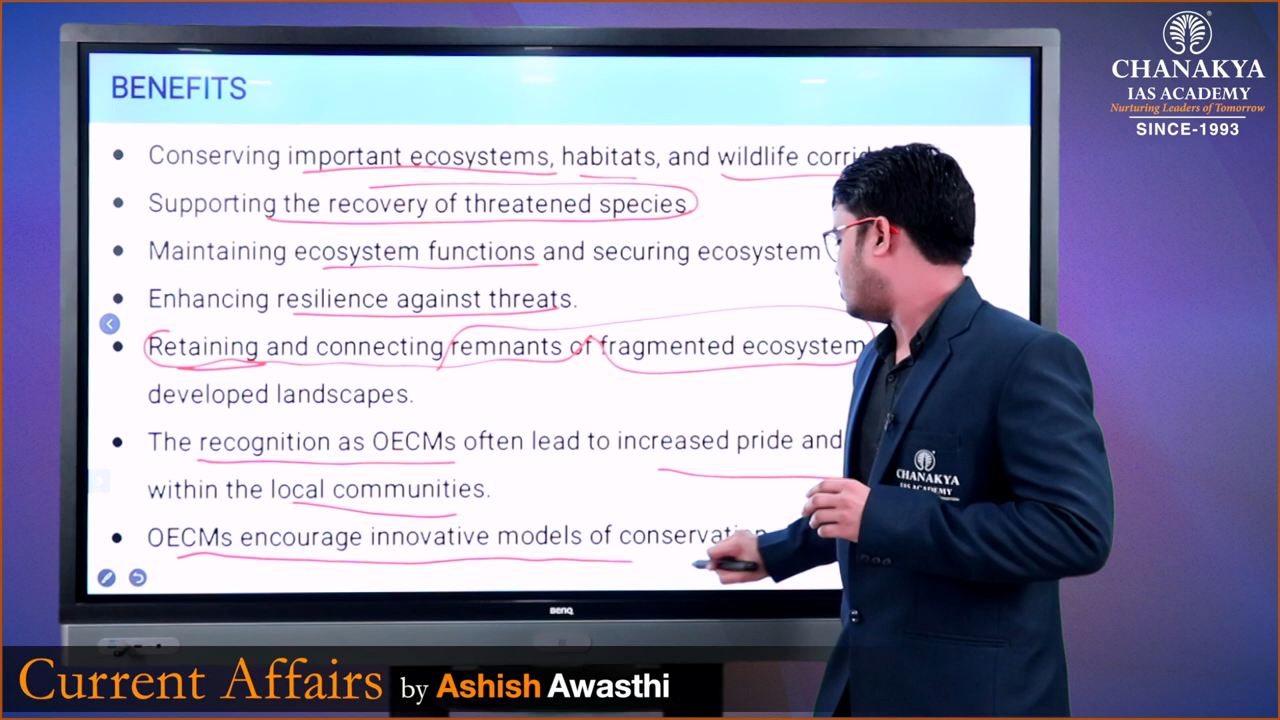 BENEFITS
• Conserving important ecosystems, habitats, and wildlife
• Supporting the recovery of threatened species
• Maintaining ecosystem functions and securing ecosystem
• Enhancing resilience against threats.
• Retaining and connecting remnants of fragmented ecosystem
developed landscapes.
• The recognition as OECMs often lead to increased pride and
within the local communities.
• OECMs encourage innovative models of
BenQ
CHANAKYA
IAS ACADEMY
Nurturing Leaders of Tomorrow
SINCE-1993
CHANAKYA
IAS ACADEMY
Current Affairs by Ashish Awasthi